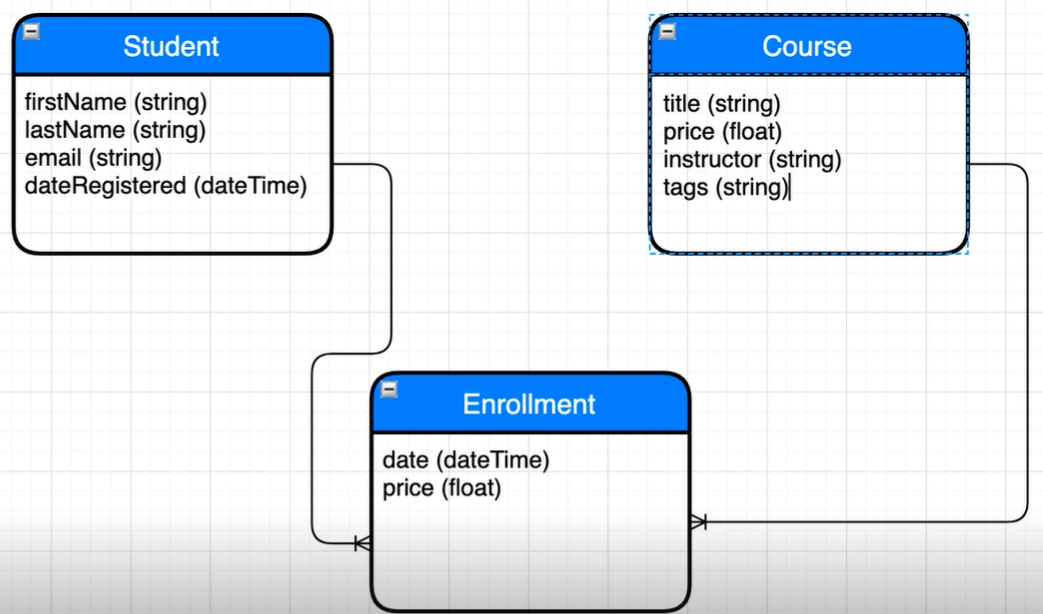 Student
firstName (string)
lastName (string)
email (string)
dateRegistered (dateTime)
Course
title (string)
price (float)
instructor (string)
tags (string)
Enrollment
date (dateTime)
price (float)